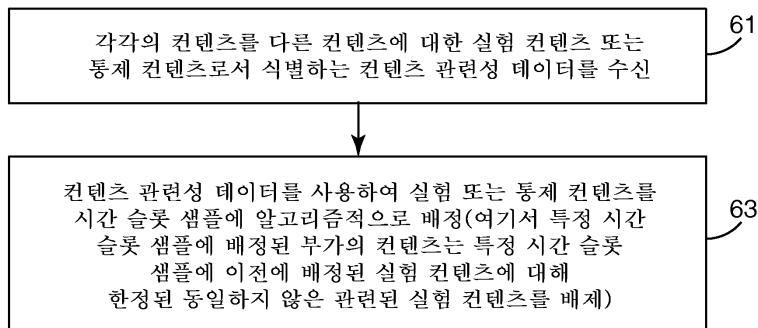 각각의 컨텐츠를 다른 컨텐츠에 대한 실험 컨텐츠 또는
통제 컨텐츠로서 식별하는 컨텐츠 관련성 데이터를 수신
61
컨텐츠 관련성 데이터를 사용하여 실험 또는 통제 컨텐츠를
시간 슬롯 샘플에 알고리즘적으로 배정(여기서 특정 시간
슬롯 샘플에 배정된 부가의 컨텐츠는 특정 시간 슬롯
샘플에 이전에 배정된 실험 컨텐츠에 대해
한정된 동일하지 않은 관련된 실험 컨텐츠를 배제)
63